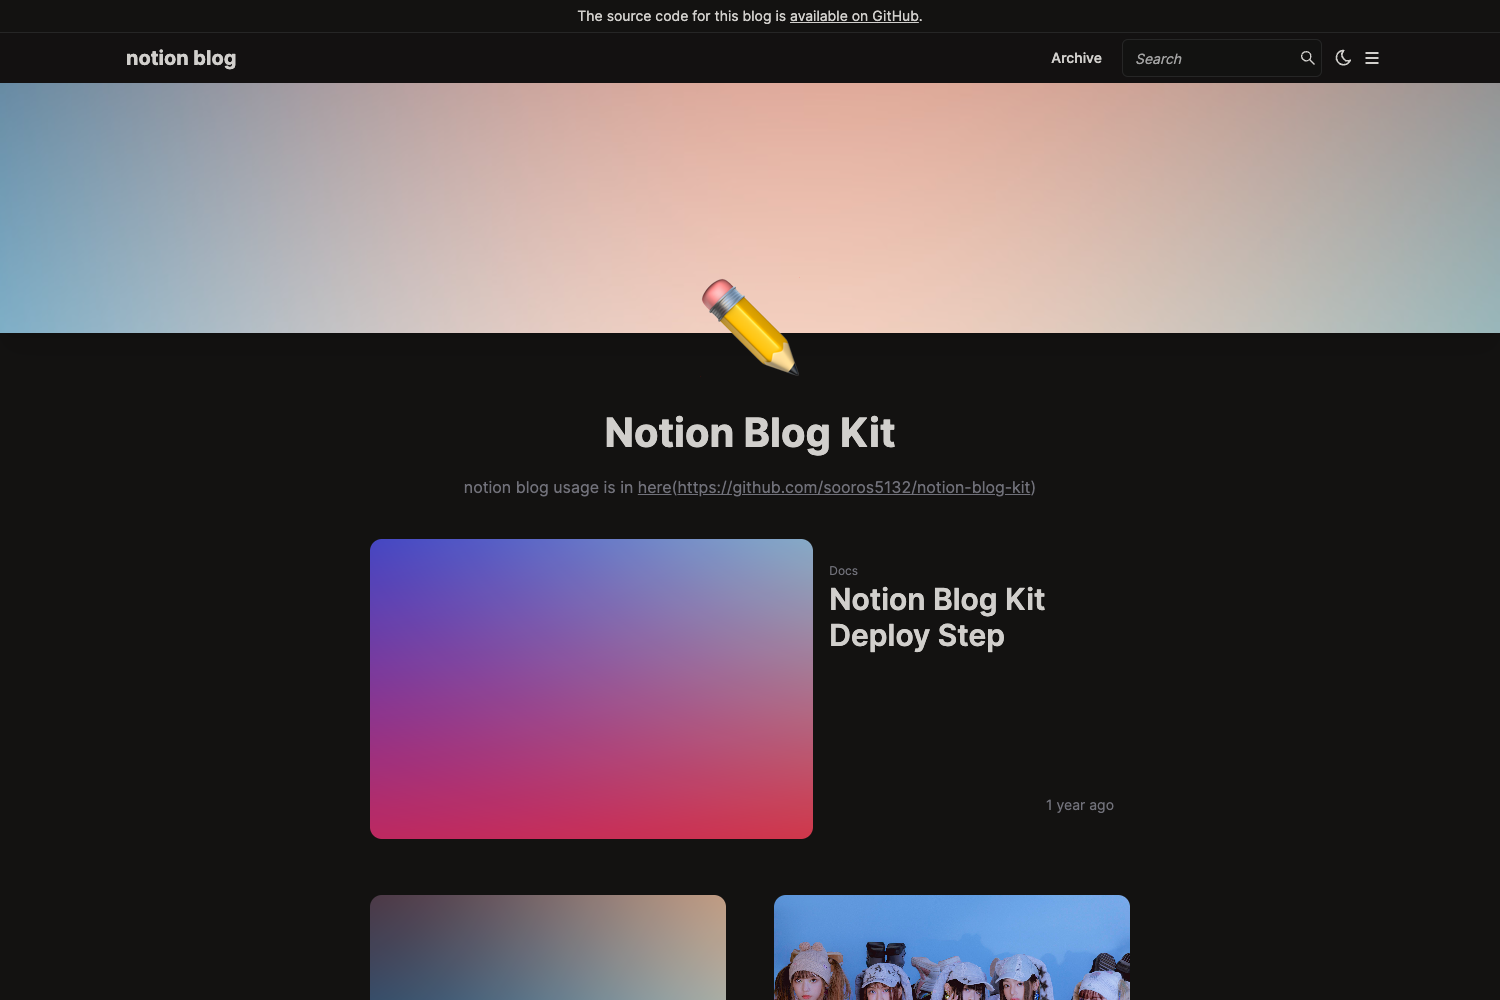 The source code for this blog is available on GitHub.
notion blog
Archive
Search
Notion Blog Kit
notion blog usage is in here(https://github.com/sooros5132/notion-blog-kit)
Docs
Notion Blog Kit
Deploy Step
1 year ago